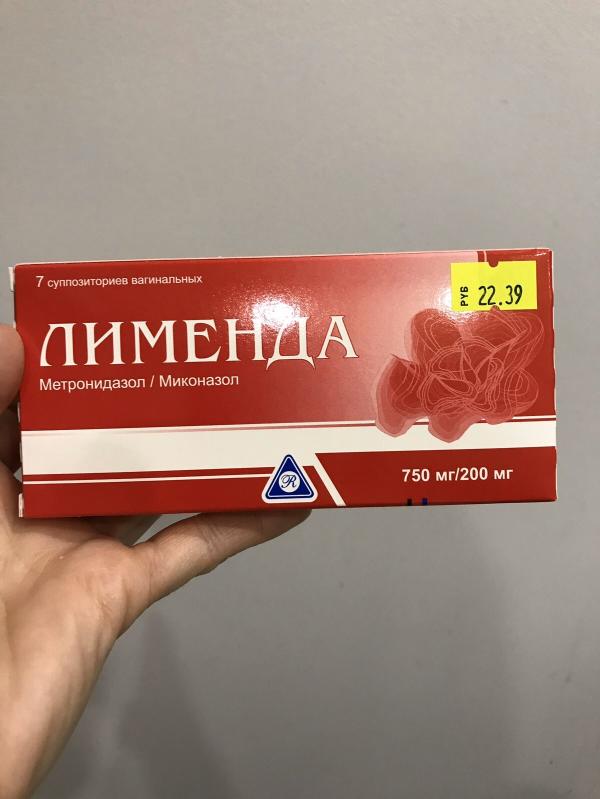 7 суппозиториев вагинальных
РУБ 22.39
ЛИМЕНДА
Метронидазол / Миконазол
R
750 мг/200 мг